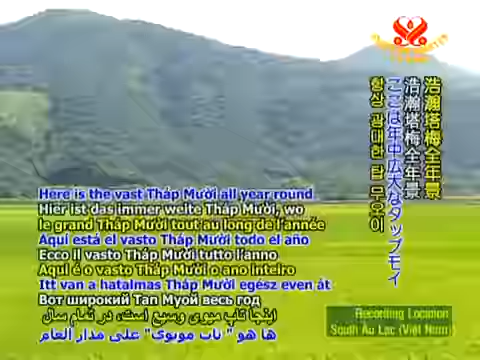 浩瀚塔梅全年景
浩瀚塔梅全年景
ここは年中広大なタップモイ
항상 광대한 탑 무오이
Here is the vast Tháp Mười all year round
Hier ist das immer weite Tháp Mười, wo
le grand Tháp Mười tout au long de l'année
Aquí está el vasto Tháp Mười todo el año
Ecco il vasto Tháp Mười tutto l'anno
Aqui é o vasto Tháp Mười o ano inteiro
Itt van a hatalmas Tháp Mười egész even át
Вот широкий Тап Муой весь год
اینجا تاپ میوی وسیع است، در تمام سال
ها هو " تاب موיوي" على مدار العام
Recording Location
South Âu Lạc (Việt Nam)